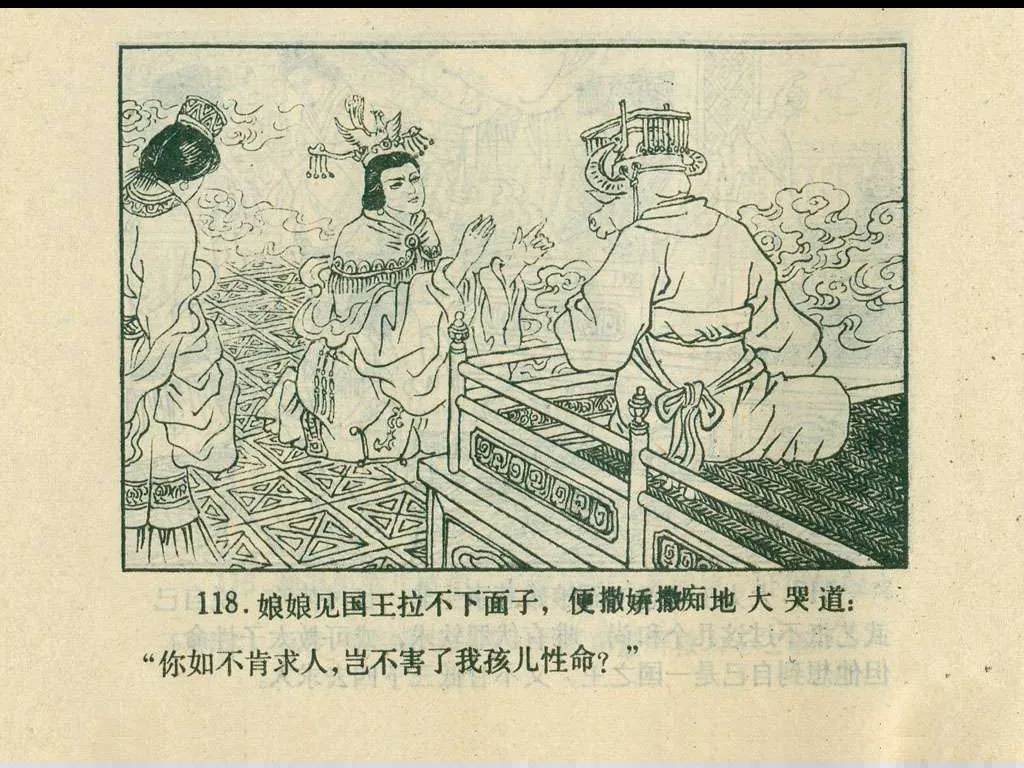 118. 娘娘见国王拉不下面子，便撒娇撒痴地大哭道：
“你如不肯求人，岂不害了我孩儿性命？”